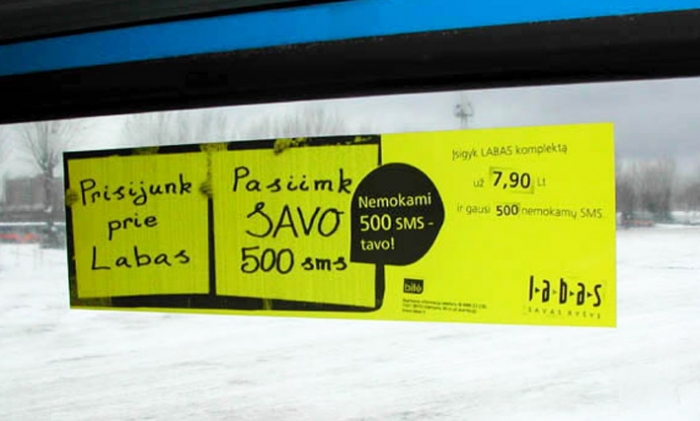 Prisijunk
prie
Labas
Pasiimk
SAVO
500 sms
Nemokami
500 SMS -
tavo!
Įsigyk LABAS komplektą
už 7,90 Lt
ir gausi 500 nemokamų SMS.
bitė
l·a·b·a·s
SAVAS RYŠYS